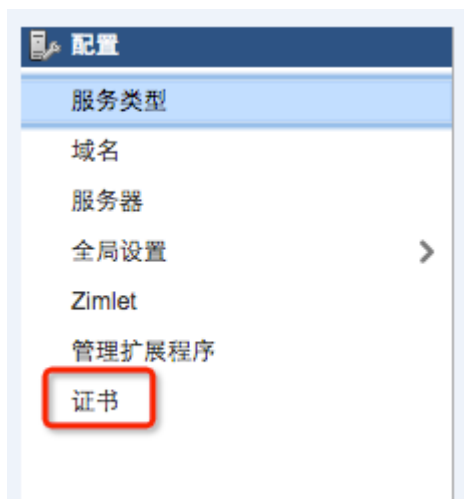 配置
服务类型
域名
服务器
全局设置
Zimlet
管理扩展程序
证书